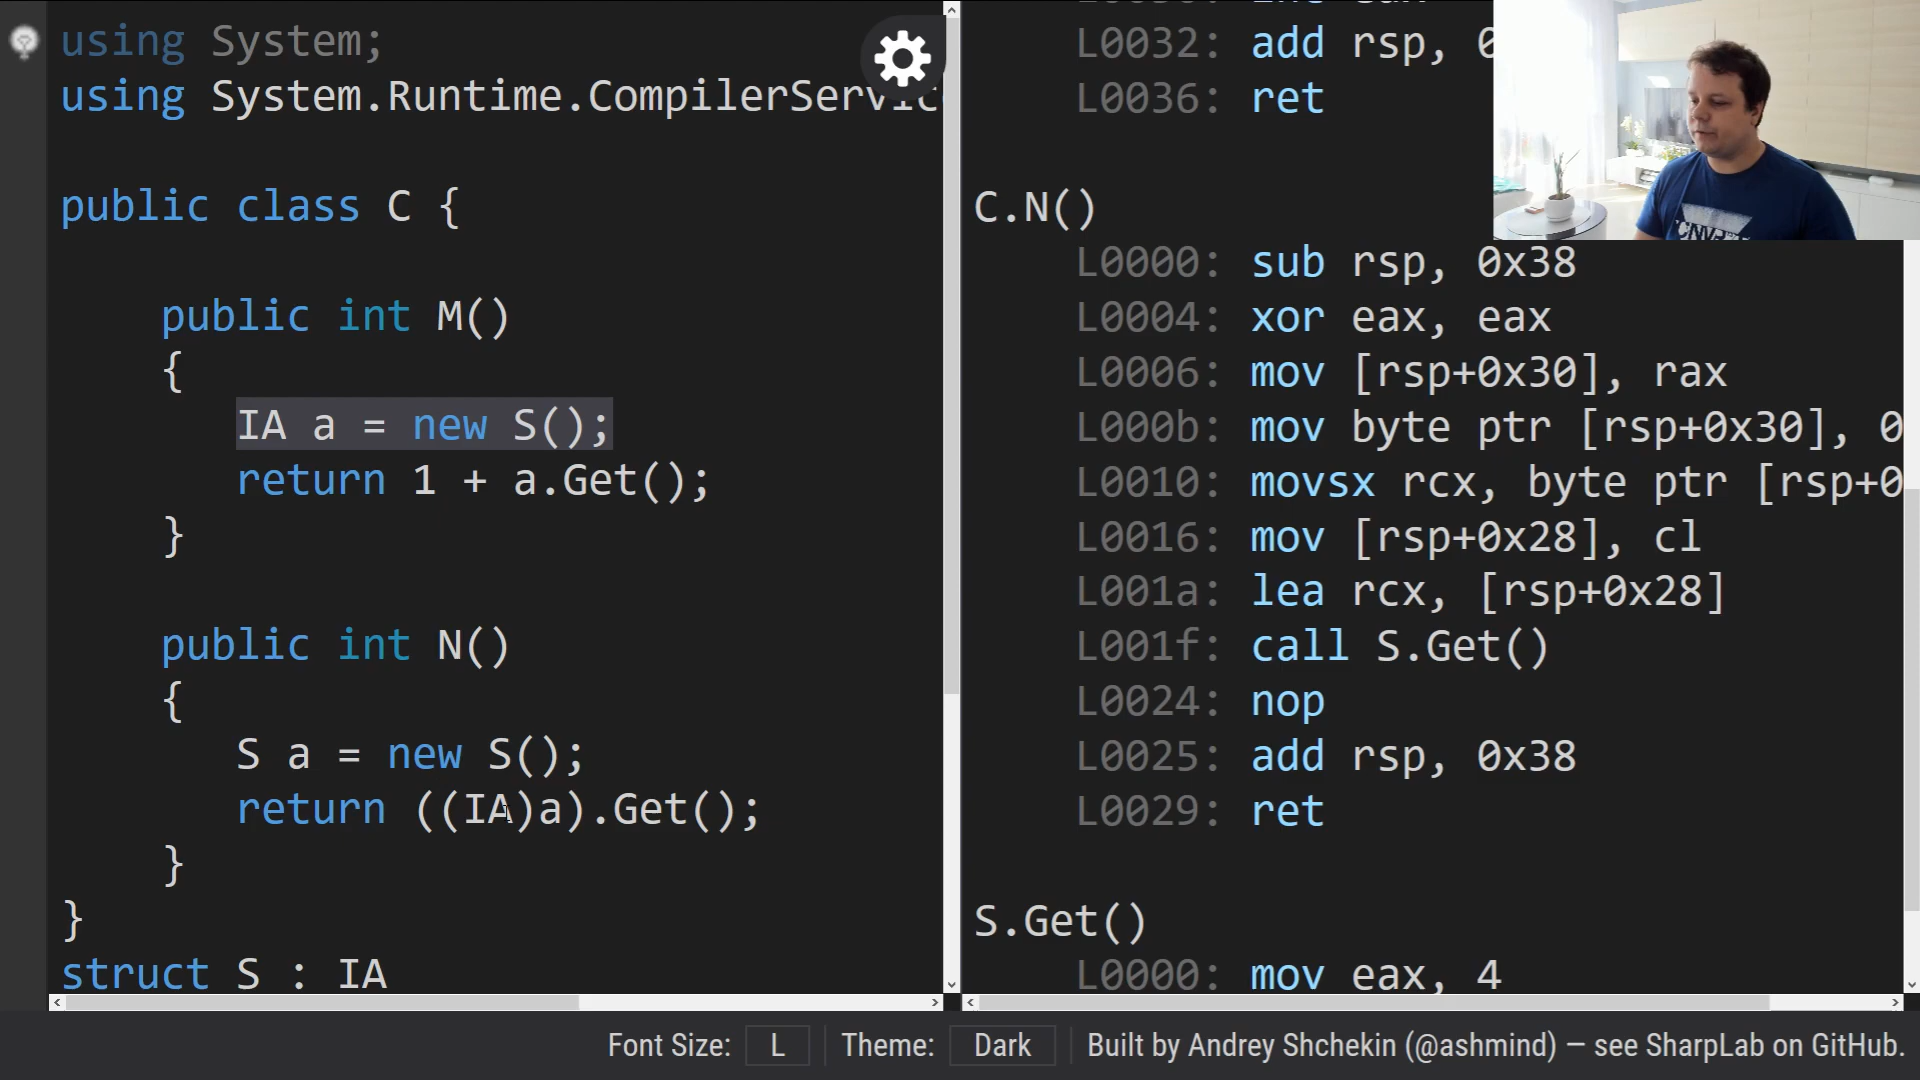 using System;
using System.Runtime.CompilerServic
public class C {
public int M()
{
IA a = new S();
return 1 + a.Get();
}
public int N()
{
S a = new S();
return ((IA)a).Get();
}
}
struct S : IA
L0032: add rsp, 0
L0036: ret
C.N()
L0000: sub rsp, 0x38
L0004: xor eax, eax
L0006: mov [rsp+0x30], rax
L000b: mov byte ptr [rsp+0x30], 0
L0010: movsx rcx, byte ptr [rsp+0
L0016: mov [rsp+0x28], cl
L001a: lea rcx, [rsp+0x28]
L001f: call S.Get()
L0024: nop
L0025: add rsp, 0x38
L0029: ret
S.Get()
L0000: mov eax, 4
Font Size: L Theme: Dark Built by Andrey Shchekin (@ashmind) — see SharpLab on GitHub.